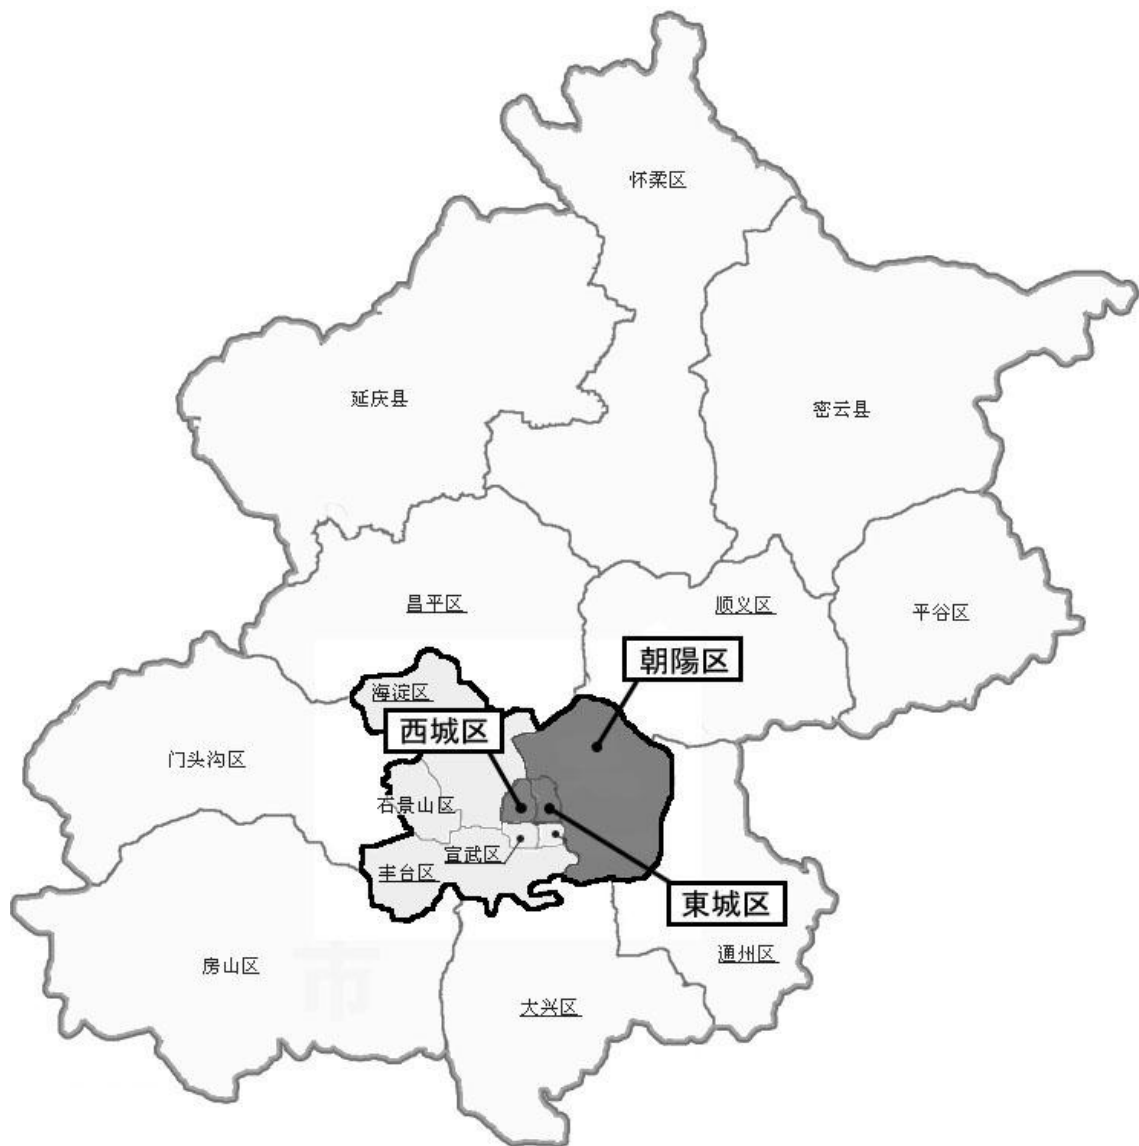 怀柔区
延庆县
密云县
昌平区
顺义区
平谷区
朝陽区
海淀区
西城区
门头沟区
石景山区
宣武区
丰台区
東城区
通州区
房山区
市
大兴区